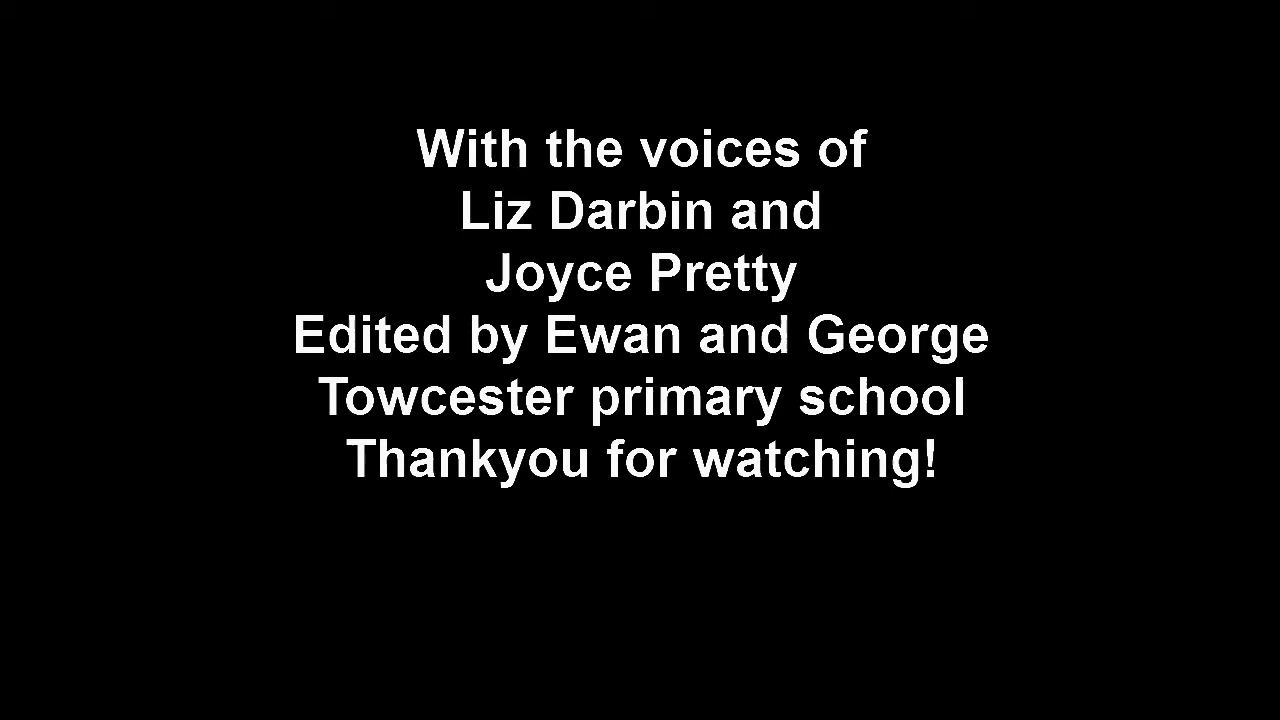 With the voices of
Liz Darbin and
Joyce Pretty
Edited by Ewan and George
Towcester primary school
Thankyou for watching!